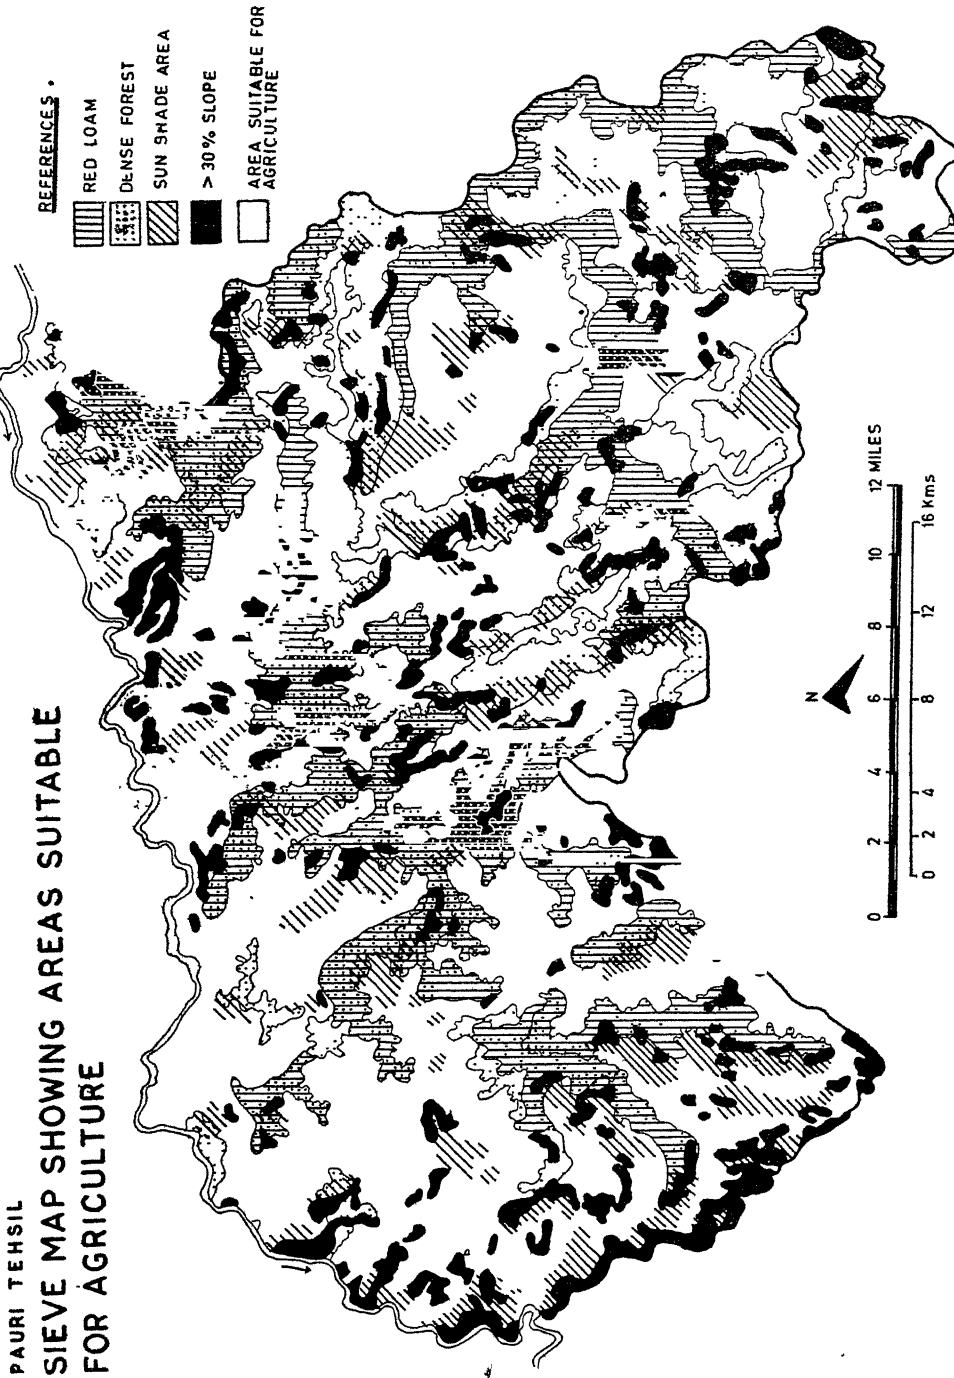 PAURI TEHSIL
SIEVE MAP SHOWING AREAS SUITABLE
FOR AGRICULTURE
REFERENCES.
RED LOAM
DENSE FOREST
SUN SHADE AREA
> 30% SLOPE
AREA SUITABLE FOR
AGRICULTURE
N
0 2 4 6 8 10 12 MILES
0 2 4 8 12 16 Kms